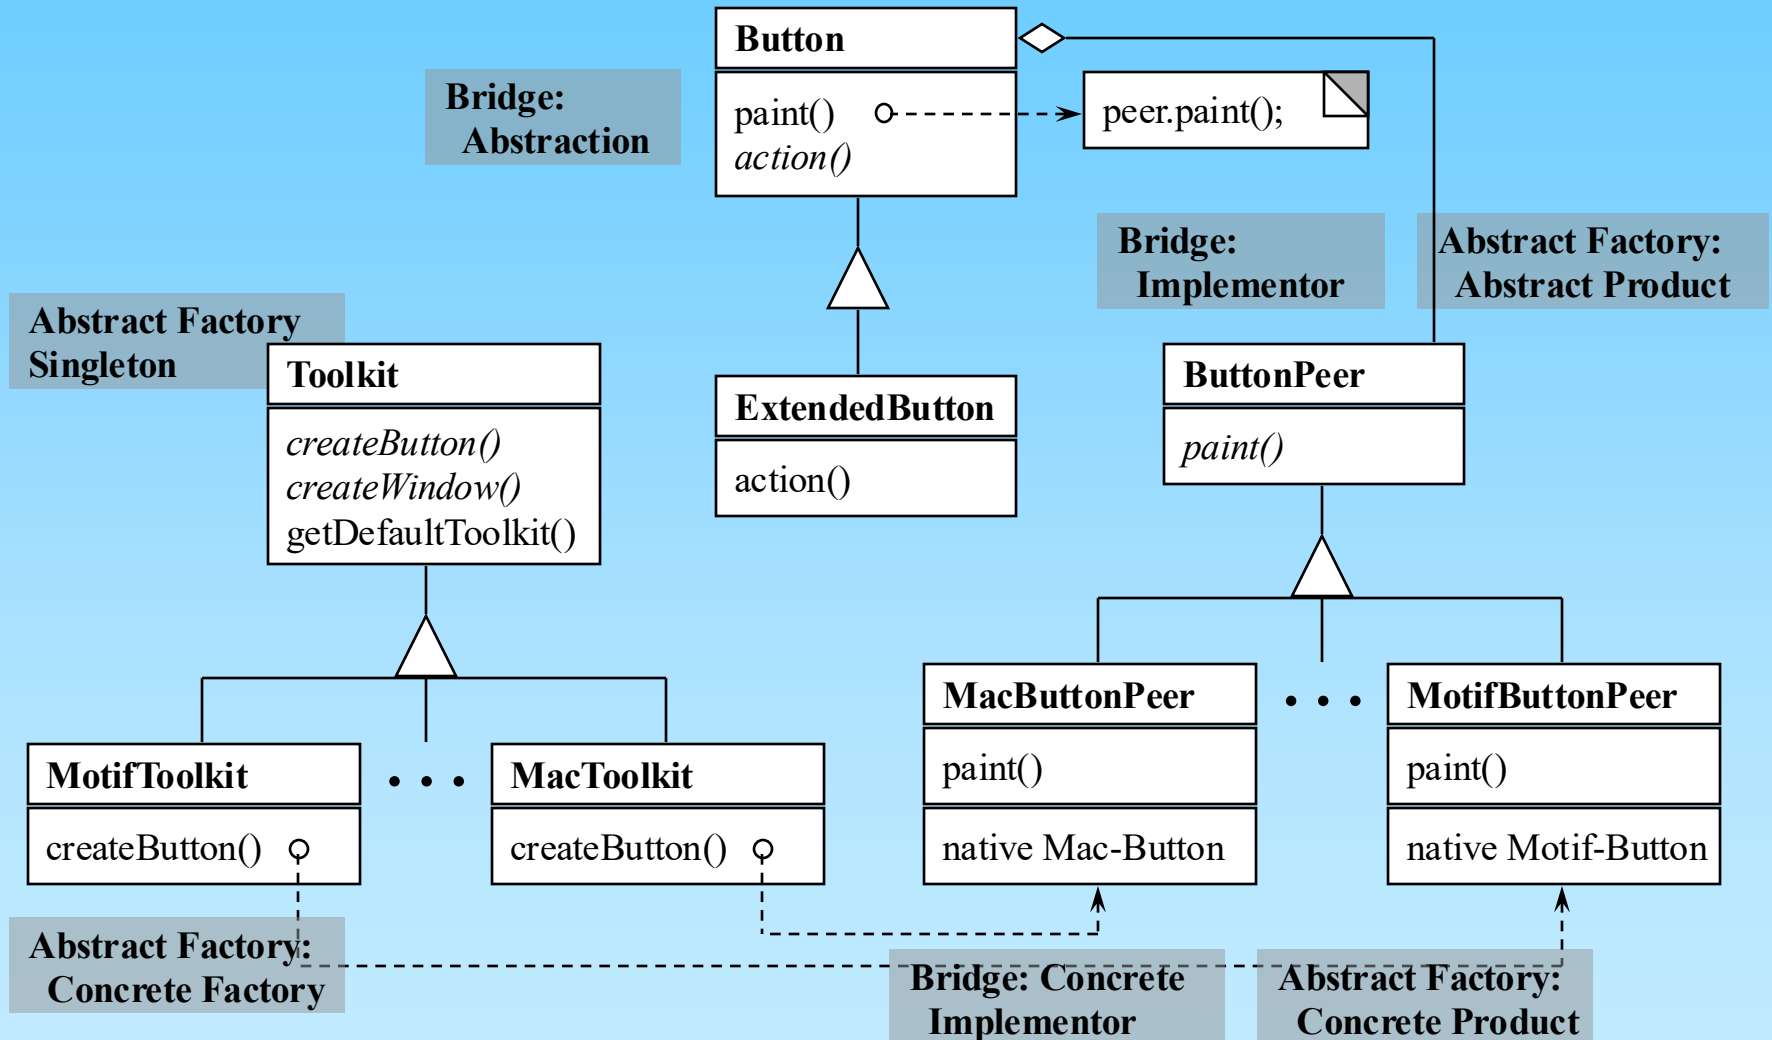 Button
Bridge:
Abstraction
paint()
action()
peer.paint();
Bridge:
Implementor
Abstract Factory:
Abstract Product
Abstract Factory
Singleton
Toolkit
createButton()
createWindow()
getDefaultToolkit()
ExtendedButton
action()
ButtonPeer
paint()
MotifToolkit
createButton()
MacToolkit
createButton()
MacButtonPeer
paint()
native Mac-Button
MotifButtonPeer
paint()
native Motif-Button
Abstract Factory:
Concrete Factory
Bridge: Concrete
Implementor
Abstract Factory:
Concrete Product